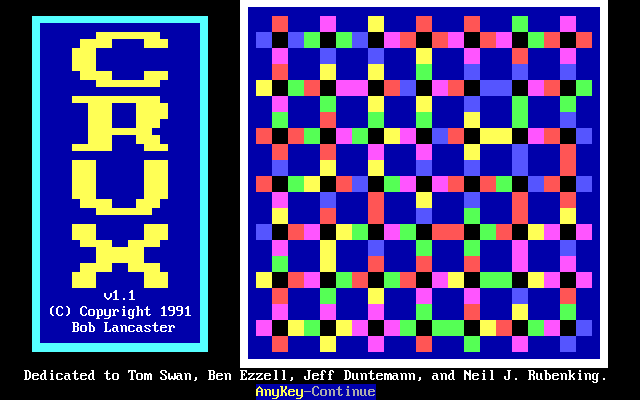 CRUX
v1.1
(C) Copyright 1991
Bob Lancaster
Dedicated to Tom Swan, Ben Ezzell, Jeff Duntemann, and Neil J. Rubenking.
AnyKey-Continue